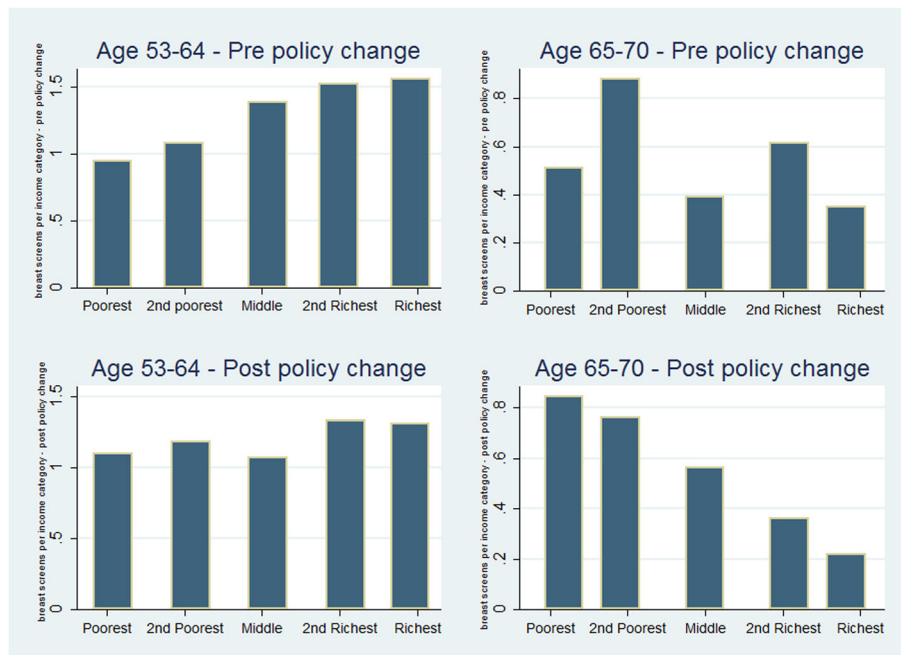 Age 53-64 - Pre policy change
breast screens per income category - pre policy change
1.5
1
.5
0
Poorest 2nd poorest Middle 2nd Richest Richest
Age 65-70 - Pre policy change
breast screens per income category - pre policy change
.8
.6
.4
.2
0
Poorest 2nd Poorest Middle 2nd Richest Richest
Age 53-64 - Post policy change
breast screens per income category - post policy change
1.5
1
.5
0
Poorest 2nd Poorest Middle 2nd Richest Richest
Age 65-70 - Post policy change
breast screens per income category - post policy change
.8
.6
.4
.2
0
Poorest 2nd Poorest Middle 2nd Richest Richest